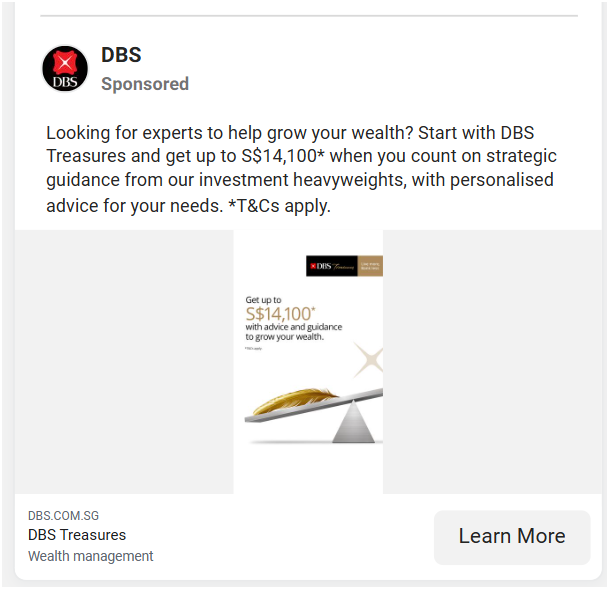 DBS
DBS
Sponsored
Looking for experts to help grow your wealth? Start with DBS
Treasures and get up to S$14,100* when you count on strategic
guidance from our investment heavyweights, with personalised
advice for your needs. *T&Cs apply.
DBS Treasures
Get up to
S$14,100*
with advice and guidance
to grow your wealth.
DBS.COM.SG
DBS Treasures
Wealth management
Learn More